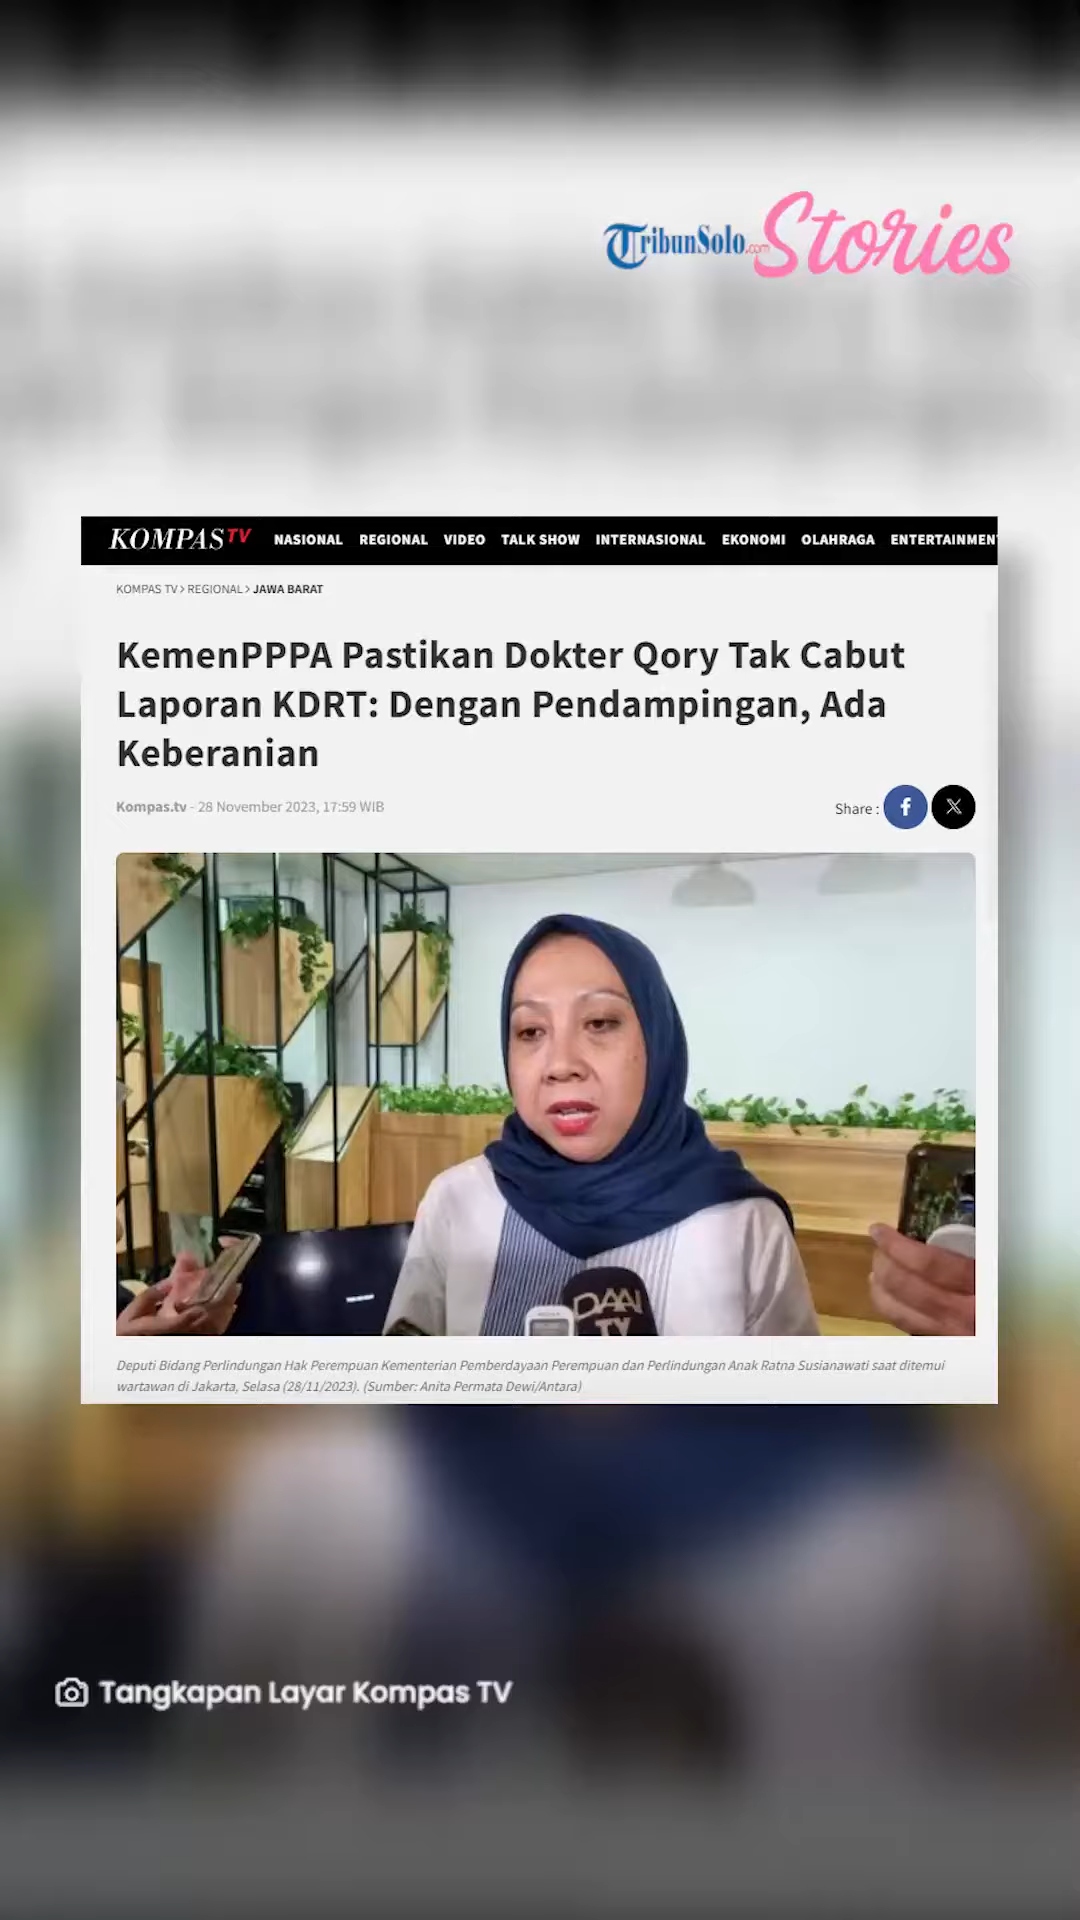 TribunSolo.com Stories
KOMPASTV NASIONAL REGIONAL VIDEO TALK SHOW INTERNASIONAL EKONOMI OLAHRAGA ENTERTAINMENT
KOMPAS TV > REGIONAL > JAWA BARAT
KemenPPPA Pastikan Dokter Qory Tak Cabut
Laporan KDRT: Dengan Pendampingan, Ada
Keberanian
Kompas.tv - 28 November 2023, 17:59 WIB
Share :
DAAI
TV
Deputi Bidang Perlindungan Hak Perempuan Kementerian Pemberdayaan Perempuan dan Perlindungan Anak Ratna Susianawati saat ditemui
wartawan di Jakarta, Selasa (28/11/2023). (Sumber: Anita Permata Dewi/Antara)
Tangkapan Layar Kompas TV